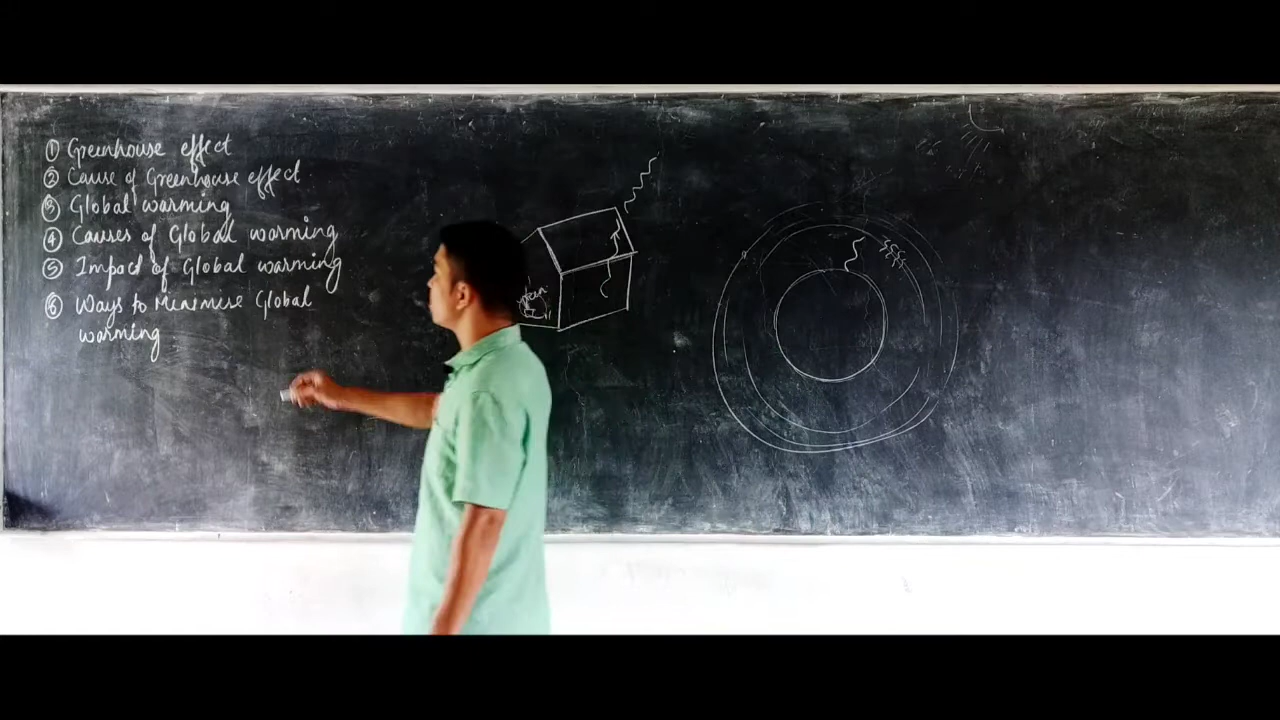 ① Greenhouse effect
② Cause of Greenhouse effect
③ Global warming
④ Causes of Global warming
⑤ Impact of Global warming
⑥ Ways to Minimise Global
warming